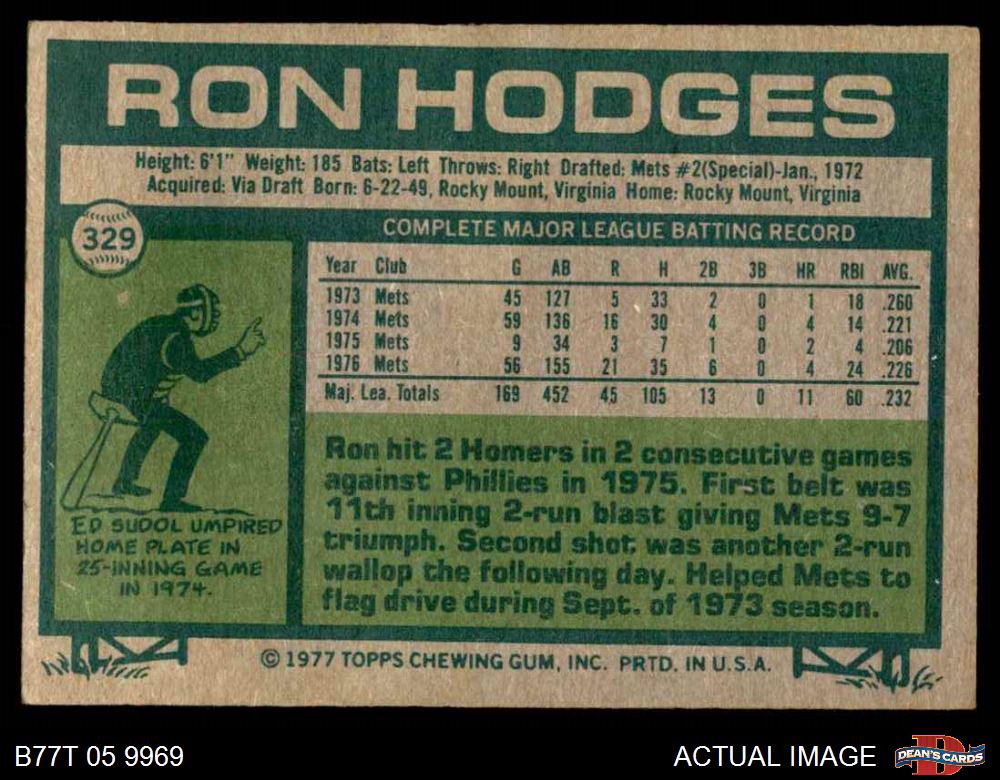 RON HODGES
Height: 6'1" Weight: 185 Bats: Left Throws: Right Drafted: Mets #2(Special)-Jan., 1972
Acquired: Via Draft Born: 6-22-49, Rocky Mount, Virginia Home: Rocky Mount, Virginia
329
COMPLETE MAJOR LEAGUE BATTING RECORD
Year Club G AB R H 2B 3B HR RBI AVG.
1973 Mets 45 127 5 33 2 0 1 18 .260
1974 Mets 59 136 16 30 4 0 4 14 .221
1975 Mets 9 34 3 7 1 0 2 4 .206
1976 Mets 56 155 21 35 6 0 4 24 .226
Maj. Lea. Totals 169 452 45 105 13 0 11 60 .232
ED SUDOL UMPIRED
HOME PLATE IN
25-INNING GAME
IN 1974.
Ron hit 2 Homers in 2 consecutive games
against Phillies in 1975. First belt was
11th inning 2-run blast giving Mets 9-7
triumph. Second shot was another 2-run
wallop the following day. Helped Mets to
flag drive during Sept. of 1973 season.
© 1977 TOPPS CHEWING GUM, INC. PRTD. IN U.S.A.
B77T 05 9969
ACTUAL IMAGE
D
DEAN'S CARDS